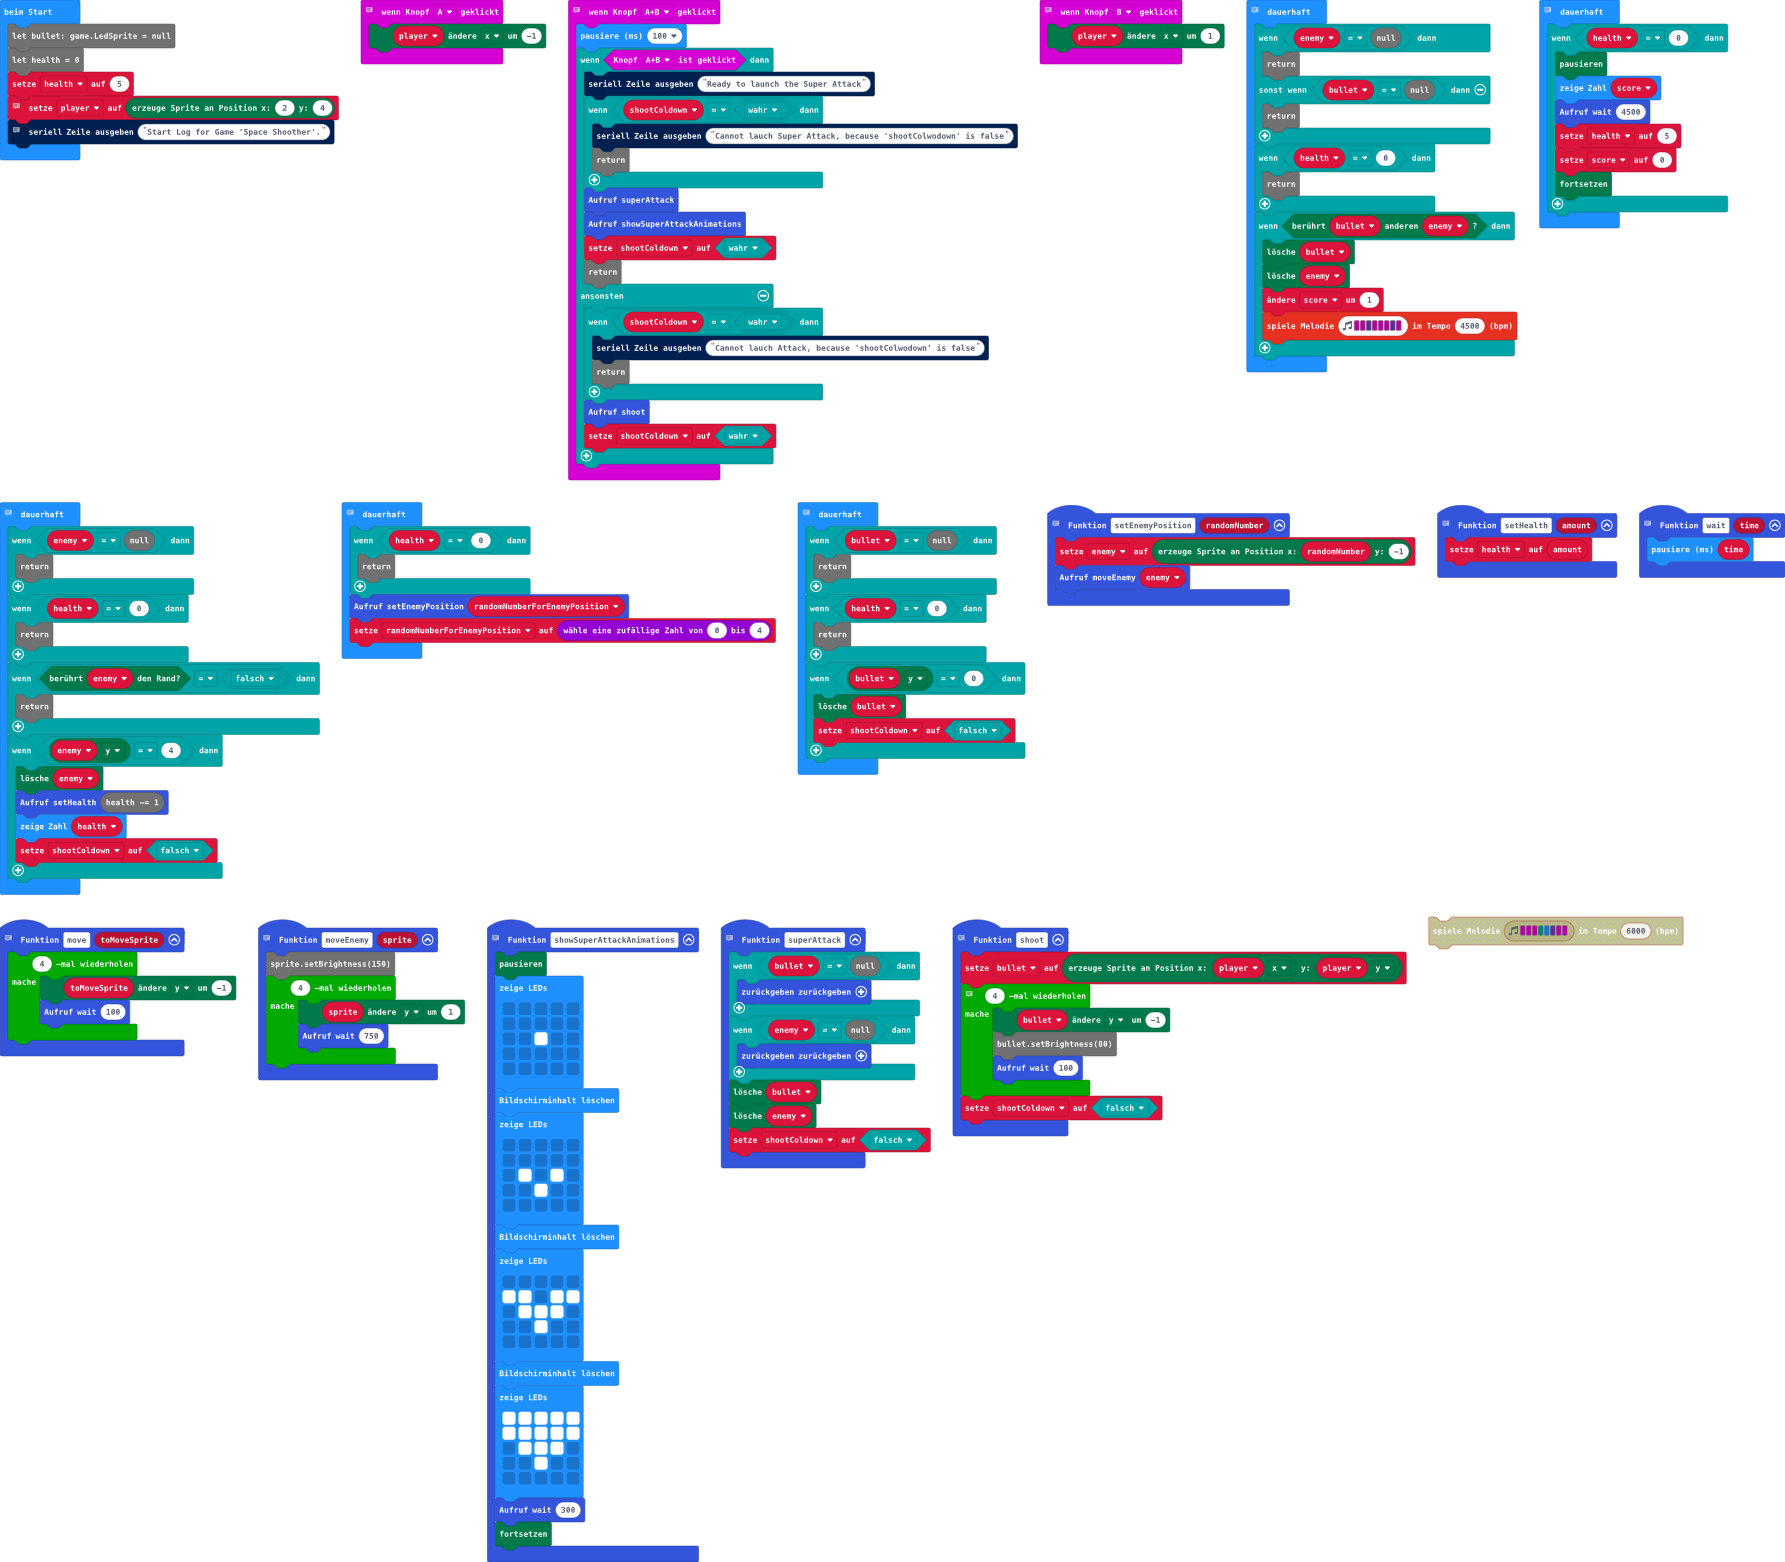 beim Start
let bullet: game.LedSprite = null
let health = 0
setze health auf 5
setze player auf erzeuge Sprite an Position x: 2 y: 4
seriell Zeile ausgeben "Start Log for Game 'Space Shoother'."
wenn Knopf A geklickt
player ändere x um -1
wenn Knopf A+B geklickt
pausiere (ms) 100
wenn Knopf A+B ist geklickt dann
seriell Zeile ausgeben "Ready to launch the Super Attack"
wenn shootColdown = wahr dann
seriell Zeile ausgeben "Cannot lauch Super Attack, because 'shootColwodown' is false"
return
Aufruf superAttack
Aufruf showSuperAttackAnimations
setze shootColdown auf wahr
return
ansonsten
wenn shootColdown = wahr dann
seriell Zeile ausgeben "Cannot lauch Attack, because 'shootColwodown' is false"
return
Aufruf shoot
setze shootColdown auf wahr
wenn Knopf B geklickt
player ändere x um 1
dauerhaft
wenn enemy = null dann
return
sonst wenn bullet = null dann
return
wenn health = 0 dann
return
wenn berührt bullet anderen enemy ? dann
lösche bullet
lösche enemy
ändere score um 1
spiele Melodie im Tempo 4500 (bpm)
dauerhaft
wenn health = 0 dann
pausieren
zeige Zahl score
Aufruf wait 4500
setze health auf 5
setze score auf 0
fortsetzen
dauerhaft
wenn enemy = null dann
return
wenn health = 0 dann
return
wenn berührt enemy den Rand? = falsch dann
return
wenn enemy y = 4 dann
lösche enemy
Aufruf setHealth health -= 1
zeige Zahl health
setze shootColdown auf falsch
dauerhaft
wenn health = 0 dann
return
Aufruf setEnemyPosition randomNumberForEnemyPosition
setze randomNumberForEnemyPosition auf wähle eine zufällige Zahl von 0 bis 4
dauerhaft
wenn bullet = null dann
return
wenn health = 0 dann
return
wenn bullet y = 0 dann
lösche bullet
setze shootColdown auf falsch
Funktion setEnemyPosition randomNumber
setze enemy auf erzeuge Sprite an Position x: randomNumber y: -1
Aufruf moveEnemy enemy
Funktion setHealth amount
setze health auf amount
Funktion wait time
pausiere (ms) time
Funktion move toMoveSprite
4 -mal wiederholen
mache toMoveSprite ändere y um -1
Aufruf wait 100
Funktion moveEnemy sprite
sprite.setBrightness(150)
4 -mal wiederholen
mache sprite ändere y um 1
Aufruf wait 750
Funktion showSuperAttackAnimations
pausieren
zeige LEDs
Bildschirminhalt löschen
zeige LEDs
Bildschirminhalt löschen
zeige LEDs
Bildschirminhalt löschen
zeige LEDs
Aufruf wait 300
fortsetzen
Funktion superAttack
wenn bullet = null dann
zurückgeben zurückgeben
wenn enemy = null dann
zurückgeben zurückgeben
lösche bullet
lösche enemy
setze shootColdown auf falsch
Funktion shoot
setze bullet auf erzeuge Sprite an Position x: player x y: player y
4 -mal wiederholen
mache bullet ändere y um -1
bullet.setBrightness(80)
Aufruf wait 100
setze shootColdown auf falsch
spiele Melodie im Tempo 6000 (bpm)